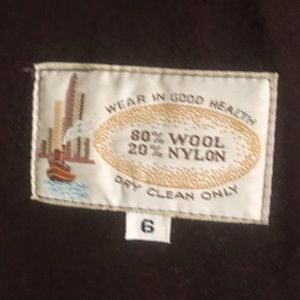 WEAR IN GOOD HEALTH
80% WOOL
20% NYLON
DRY CLEAN ONLY
6